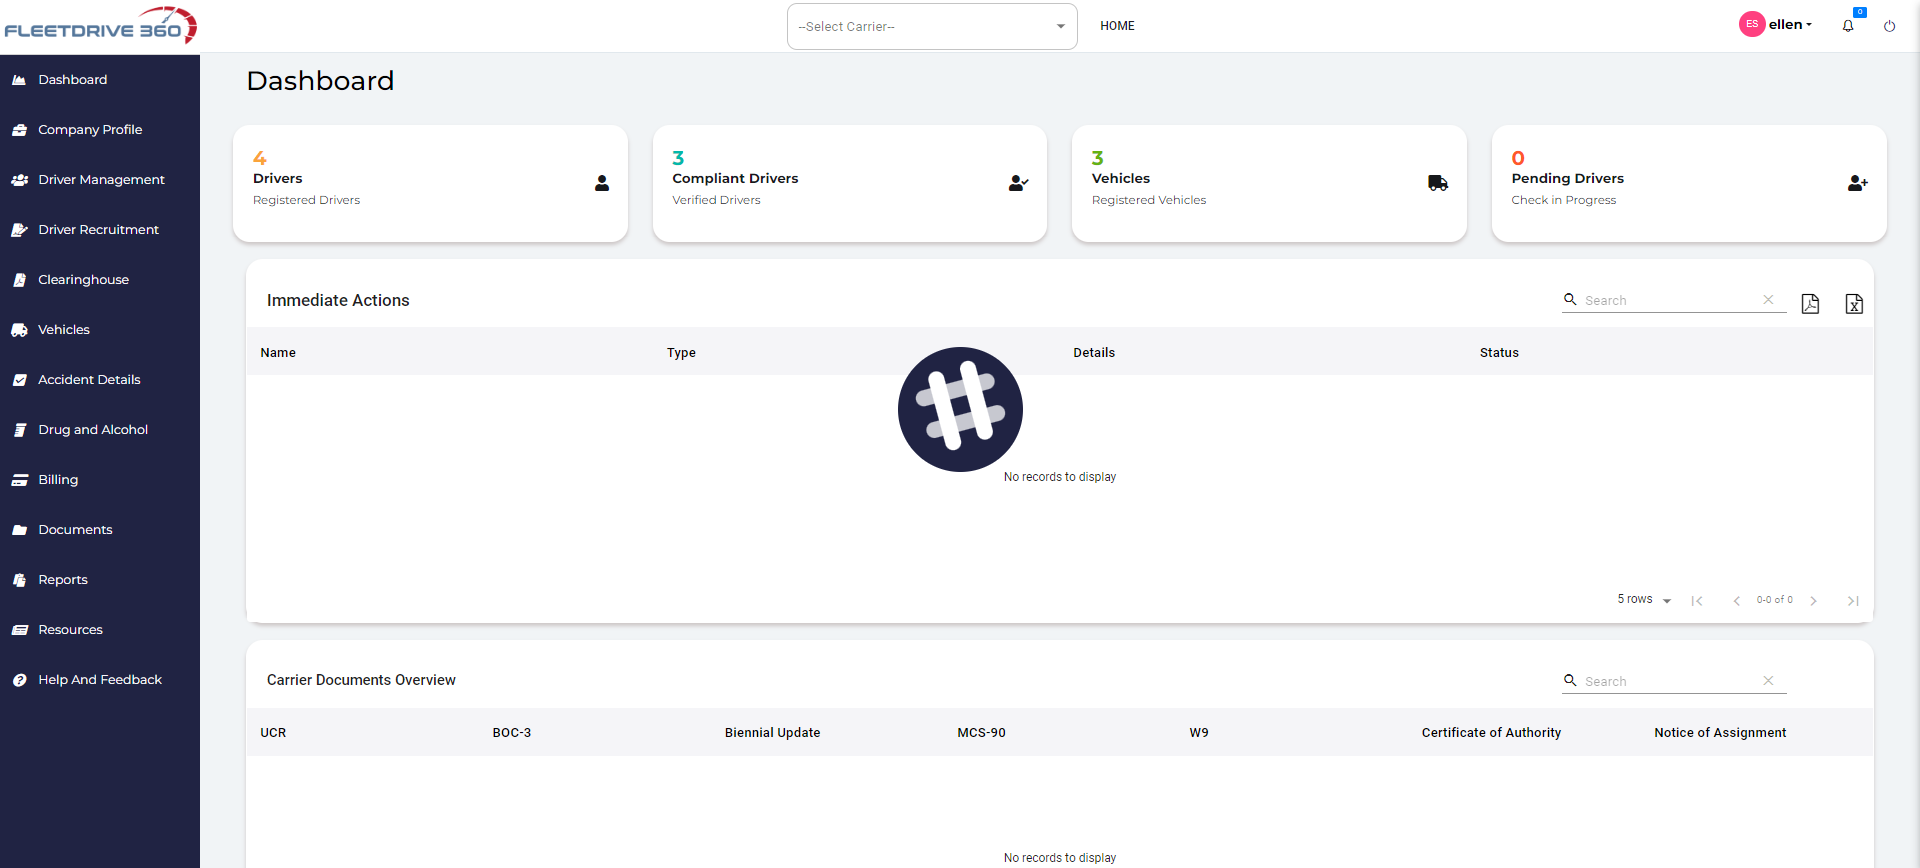 FLEETDRIVE 360
--Select Carrier--
HOME
ES
ellen
0
Dashboard
Company Profile
Driver Management
Driver Recruitment
Clearinghouse
Vehicles
Accident Details
Drug and Alcohol
Billing
Documents
Reports
Resources
Help And Feedback
Dashboard
4
Drivers
Registered Drivers
3
Compliant Drivers
Verified Drivers
3
Vehicles
Registered Vehicles
0
Pending Drivers
Check in Progress
Immediate Actions
Search
Name Type Details Status
No records to display
5 rows 0-0 of 0
Carrier Documents Overview
Search
UCR BOC-3 Biennial Update MCS-90 W9 Certificate of Authority Notice of Assignment
No records to display